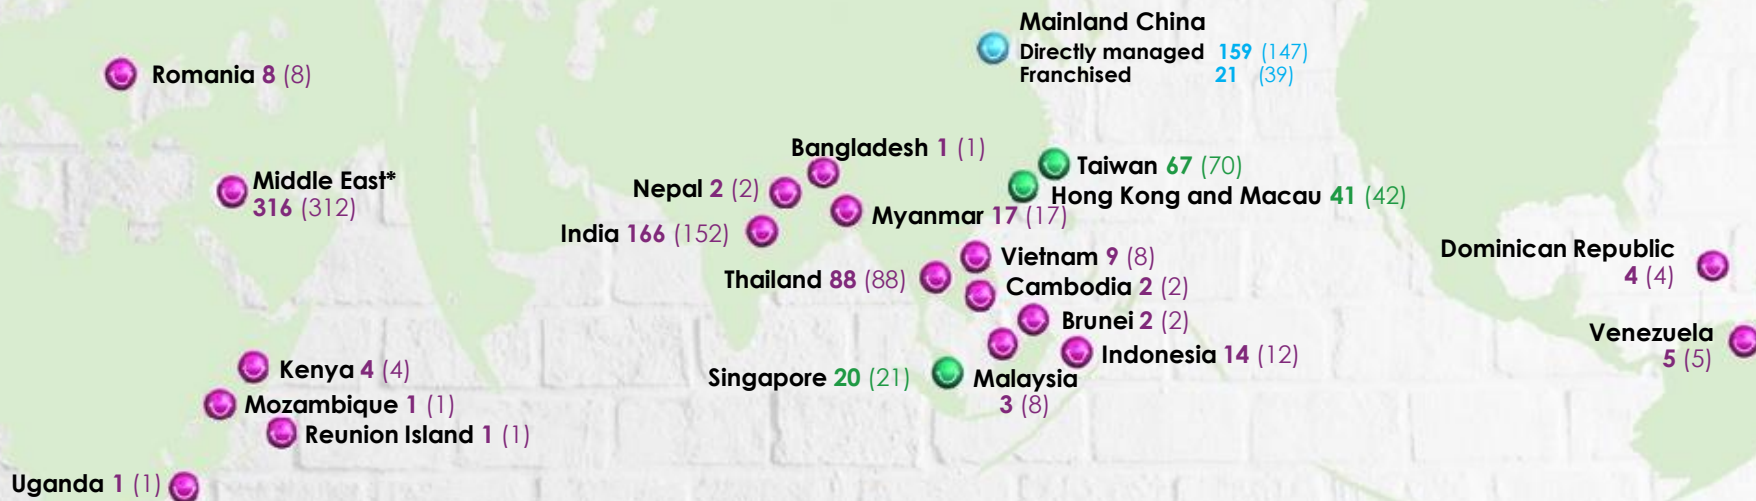 Mainland China
Directly managed 159 (147)
Franchised 21 (39)
Romania 8 (8)
Bangladesh 1 (1)
Taiwan 67 (70)
Middle East*
316 (312)
Nepal 2 (2)
Hong Kong and Macau 41 (42)
Myanmar 17 (17)
India 166 (152)
Vietnam 9 (8)
Dominican Republic
4 (4)
Thailand 88 (88)
Cambodia 2 (2)
Brunei 2 (2)
Venezuela
5 (5)
Indonesia 14 (12)
Kenya 4 (4)
Singapore 20 (21)
Malaysia
3 (8)
Mozambique 1 (1)
Reunion Island 1 (1)
Uganda 1 (1)